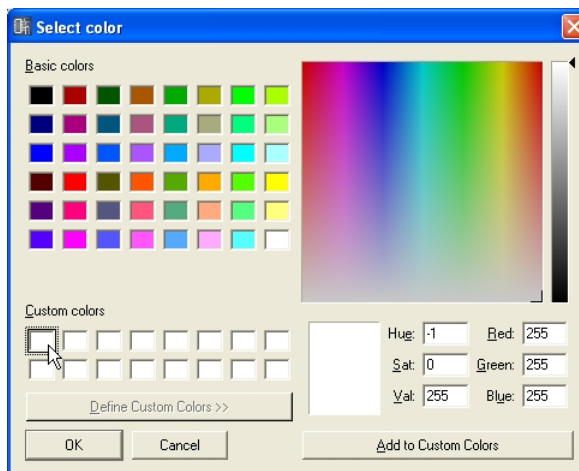 Select color
Basic colors
Custom colors
Hue: -1 Red: 255
Sat: 0 Green: 255
Val: 255 Blue: 255
Define Custom Colors >>
OK Cancel Add to Custom Colors